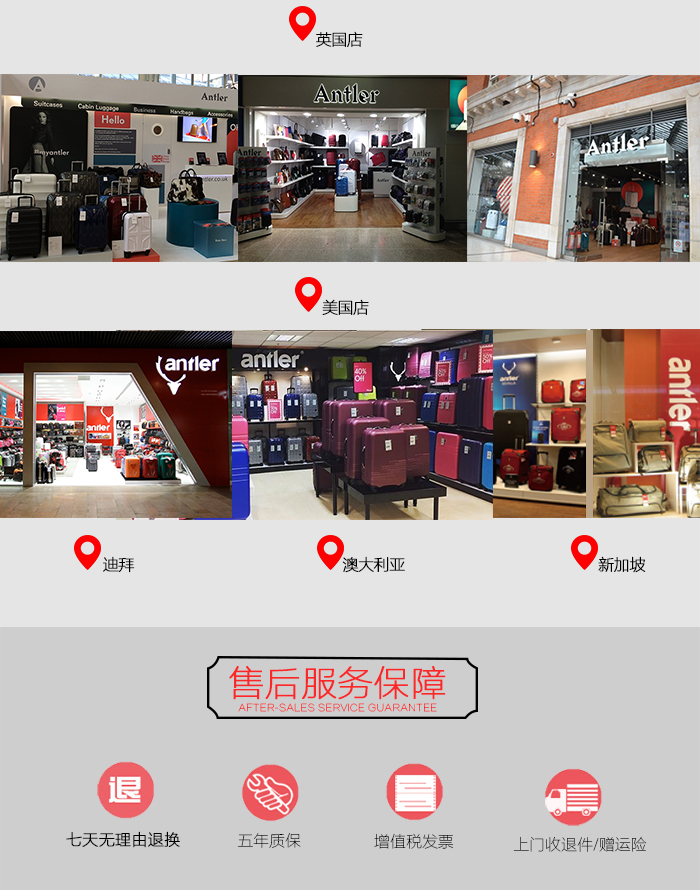 英国店
Antler
Suitcases Cabin Luggage Business Handbags Accessories
Hello
Antler
Antler
美国店
antler
antler
40% Off
50%
antler
antler
antler
迪拜
澳大利亚
新加坡
售后服务保障
AFTER-SALES SERVICE GUARANTEE
退
七天无理由退换
五年质保
增值税发票
上门收退件/赠运险